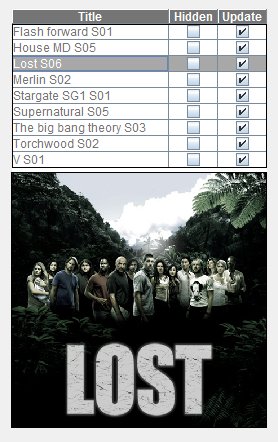 Title Hidden Update
Flash forward S01
House MD S05
Lost S06
Merlin S02
Stargate SG1 S01
Supernatural S05
The big bang theory S03
Torchwood S02
V S01
LOST